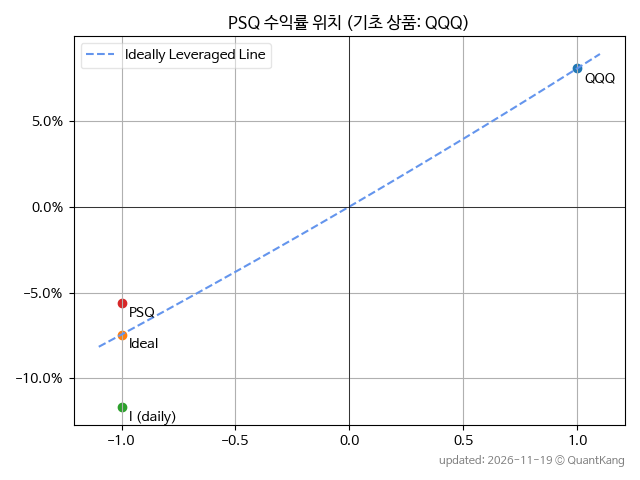 PSQ 수익률 위치 (기초 상품: QQQ)
Ideally Leveraged Line
QQQ
5.0%
0.0%
−5.0%
PSQ
Ideal
−10.0%
I (daily)
−1.0
−0.5
0.0
0.5
1.0
updated: 2026-11-19 © QuantKang